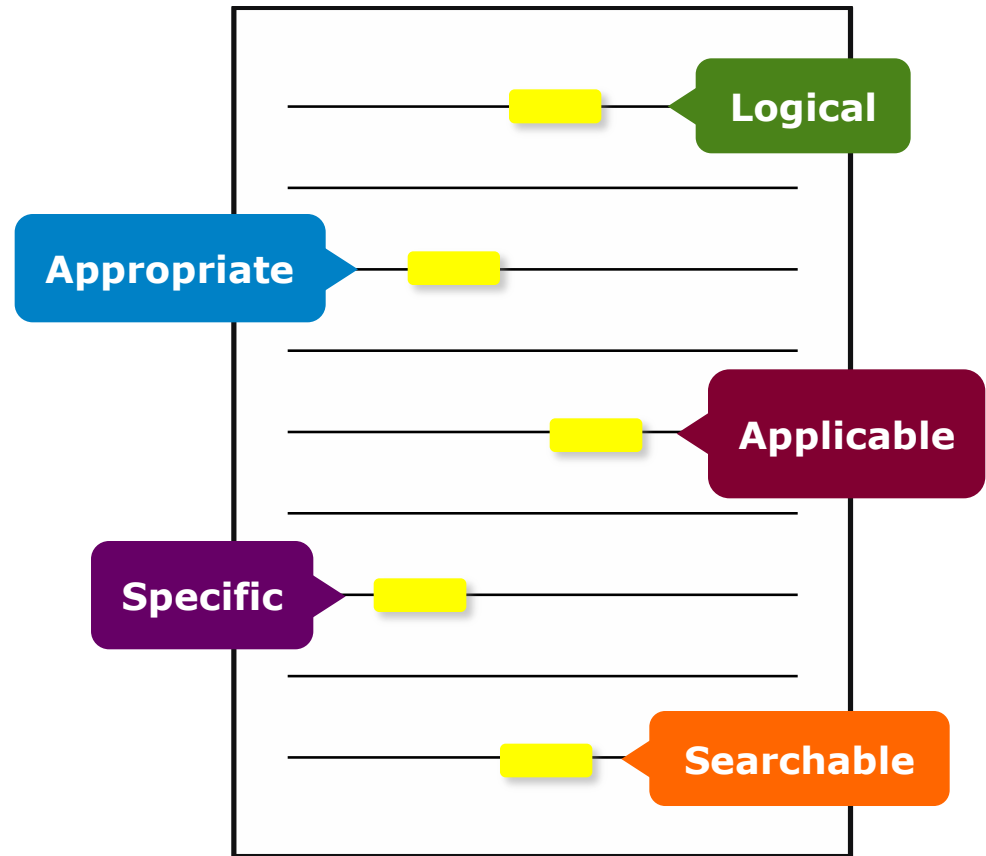 Logical
Appropriate
Applicable
Specific
Searchable